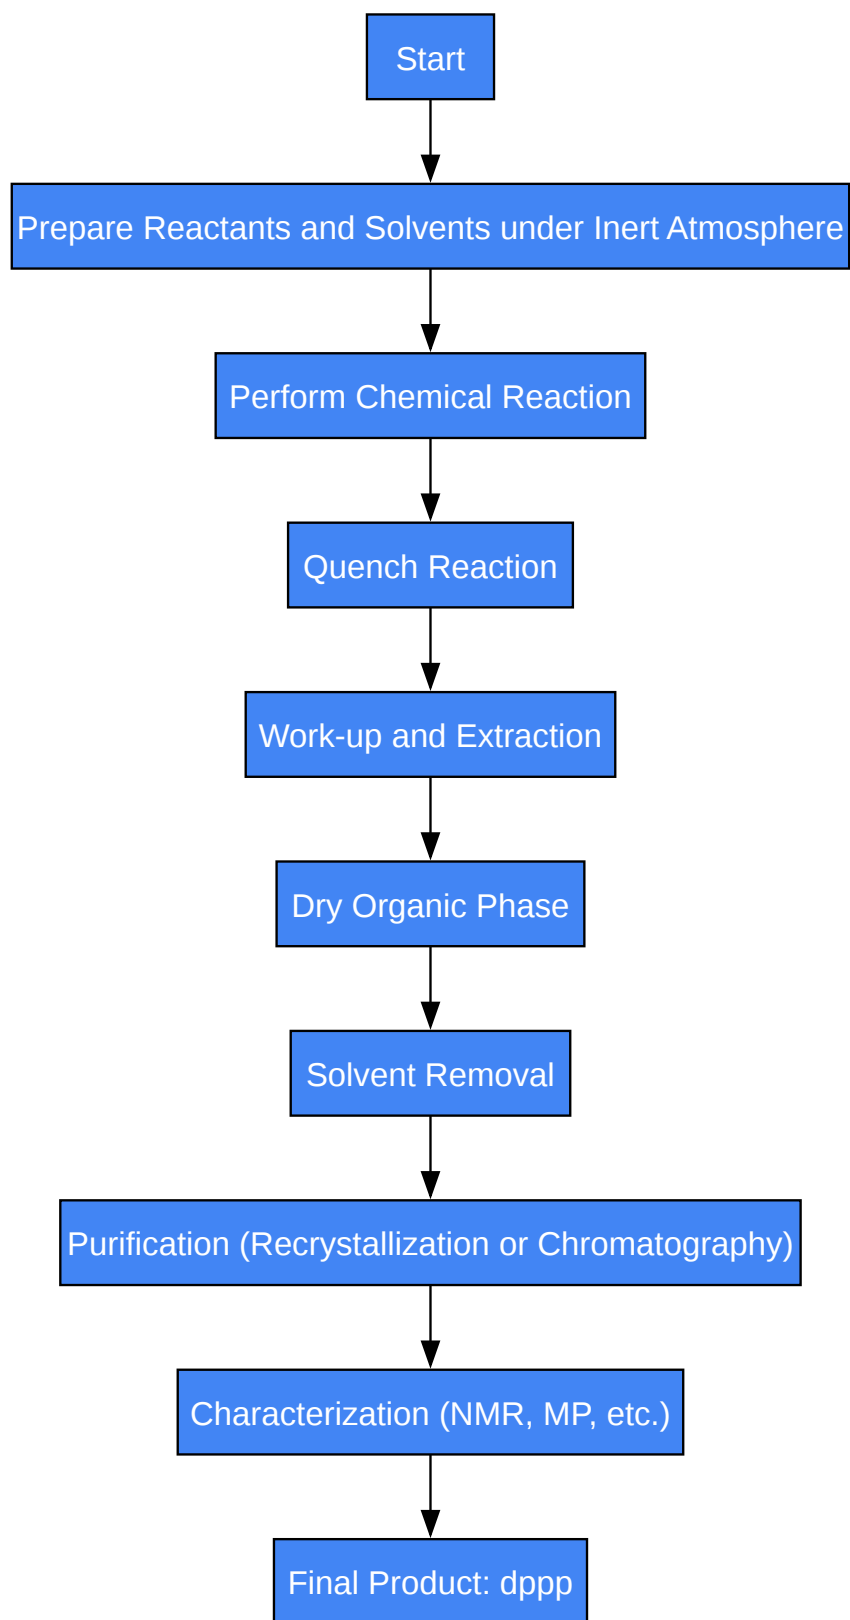 Start
Prepare Reactants and Solvents under Inert Atmosphere
Perform Chemical Reaction
Quench Reaction
Work-up and Extraction
Dry Organic Phase
Solvent Removal
Purification (Recrystallization or Chromatography)
Characterization (NMR, MP, etc.)
Final Product: dppp